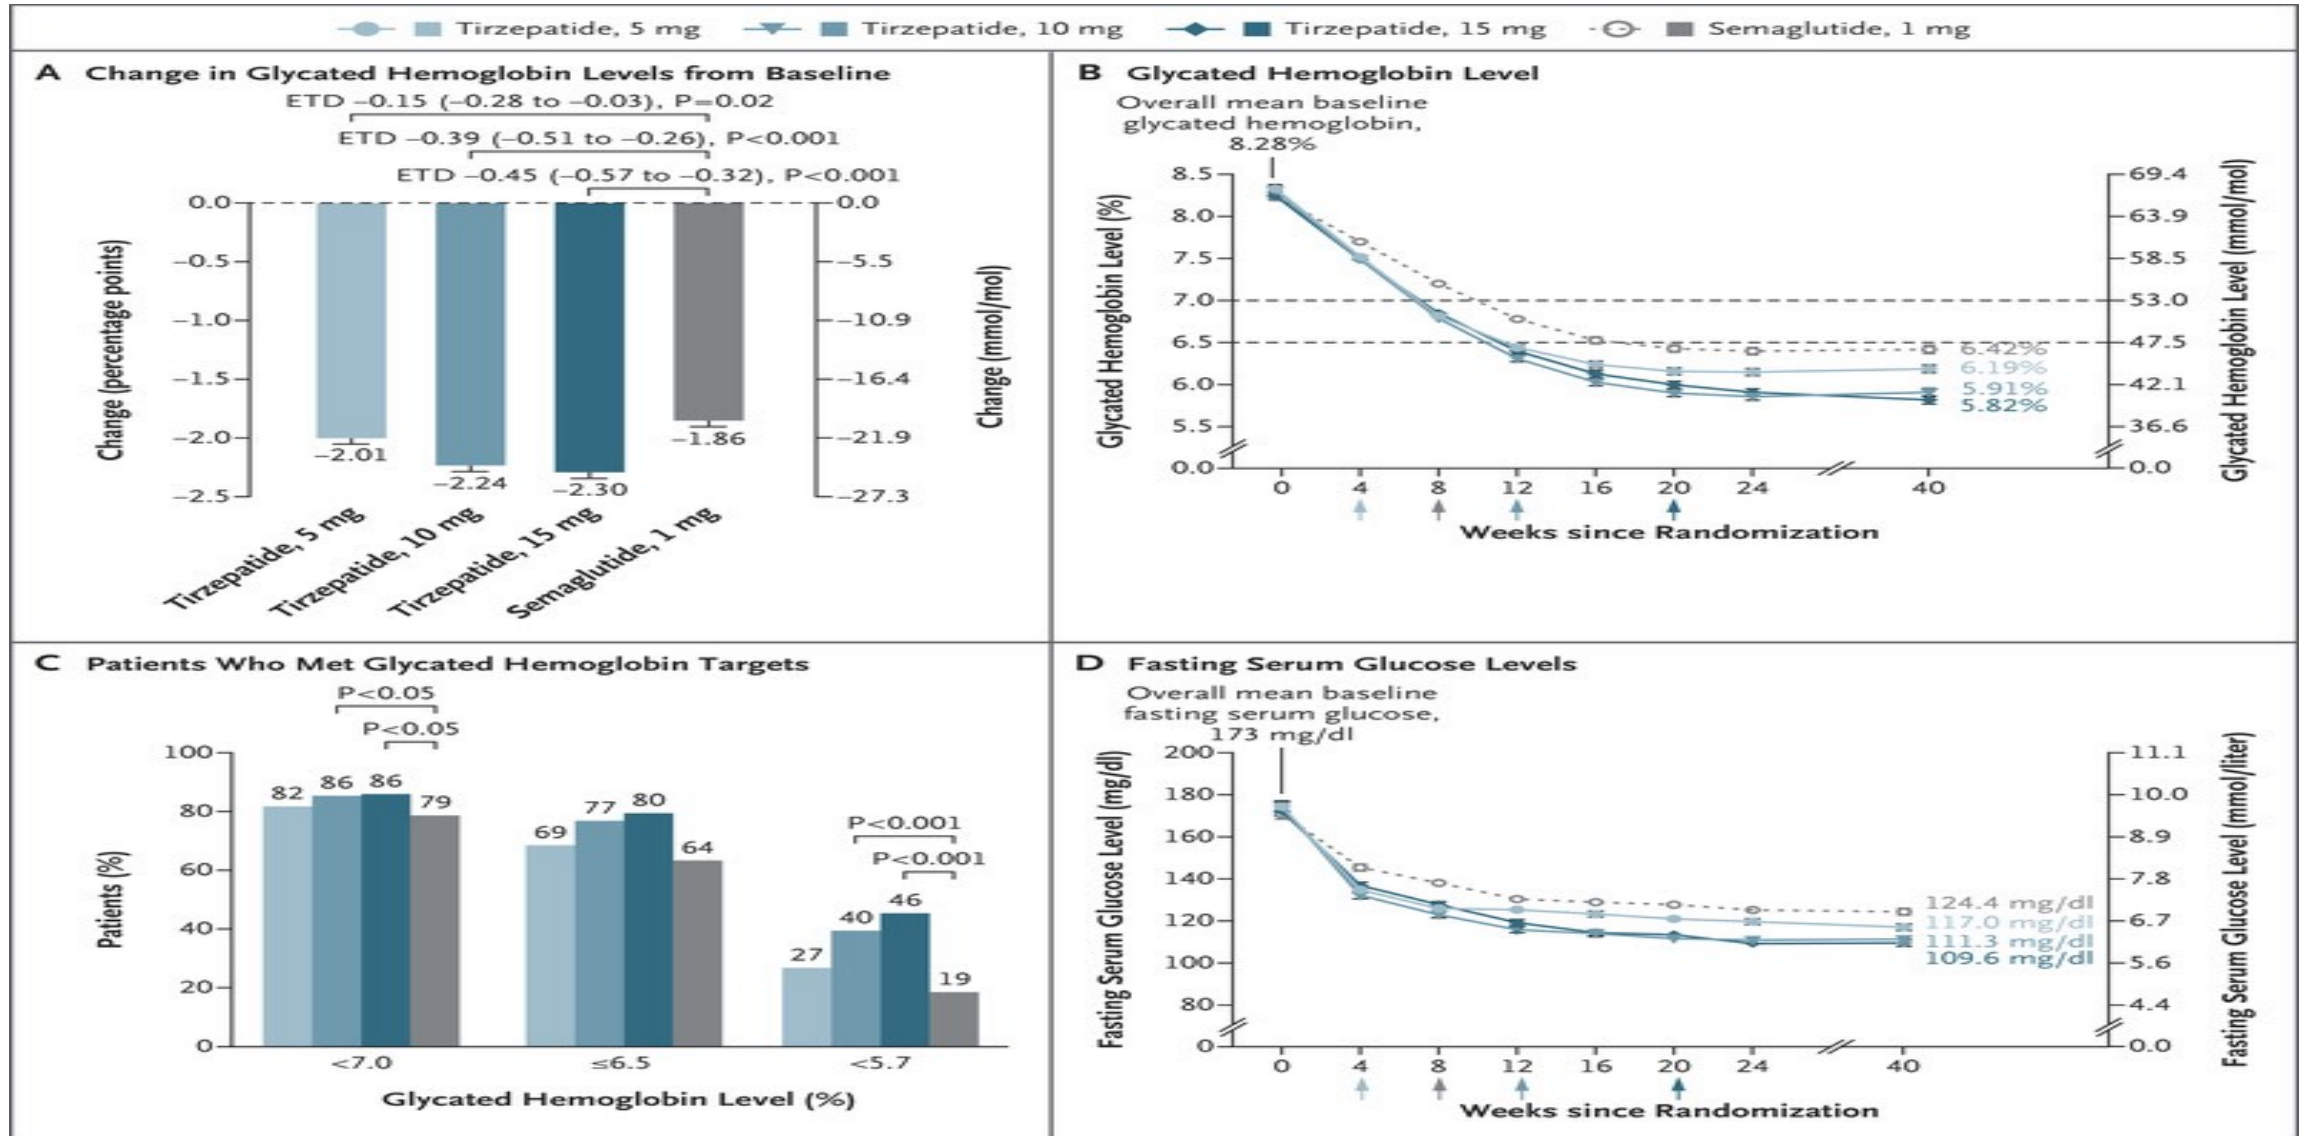 Tirzepatide, 5 mg Tirzepatide, 10 mg Tirzepatide, 15 mg Semaglutide, 1 mg
A Change in Glycated Hemoglobin Levels from Baseline
ETD −0.15 (−0.28 to −0.03), P=0.02
ETD −0.39 (−0.51 to −0.26), P<0.001
ETD −0.45 (−0.57 to −0.32), P<0.001
Change (percentage points)
0.0
−0.5
−1.0
−1.5
−2.0
−2.5
−2.01
−2.24
−2.30
−1.86
0.0
−5.5
−10.9
−16.4
−21.9
−27.3
Change (mmol/mol)
Tirzepatide, 5 mg
Tirzepatide, 10 mg
Tirzepatide, 15 mg
Semaglutide, 1 mg
B Glycated Hemoglobin Level
Overall mean baseline
glycated hemoglobin,
8.28%
Glycated Hemoglobin Level (%)
8.5
8.0
7.5
7.0
6.5
6.0
5.5
0.0
6.42%
6.19%
5.91%
5.82%
69.4
63.9
58.5
53.0
47.5
42.1
36.6
0.0
Glycated Hemoglobin Level (mmol/mol)
0 4 8 12 16 20 24 40
Weeks since Randomization
C Patients Who Met Glycated Hemoglobin Targets
P<0.05
P<0.05
P<0.001
P<0.001
Patients (%)
100
80
60
40
20
0
82 86 86 79
69 77 80 64
27 40 46 19
<7.0 ≤6.5 <5.7
Glycated Hemoglobin Level (%)
D Fasting Serum Glucose Levels
Overall mean baseline
fasting serum glucose,
173 mg/dl
Fasting Serum Glucose Level (mg/dl)
200
180
160
140
120
100
80
0
124.4 mg/dl
117.0 mg/dl
111.3 mg/dl
109.6 mg/dl
11.1
10.0
8.9
7.8
6.7
5.6
4.4
0.0
Fasting Serum Glucose Level (mmol/liter)
0 4 8 12 16 20 24 40
Weeks since Randomization